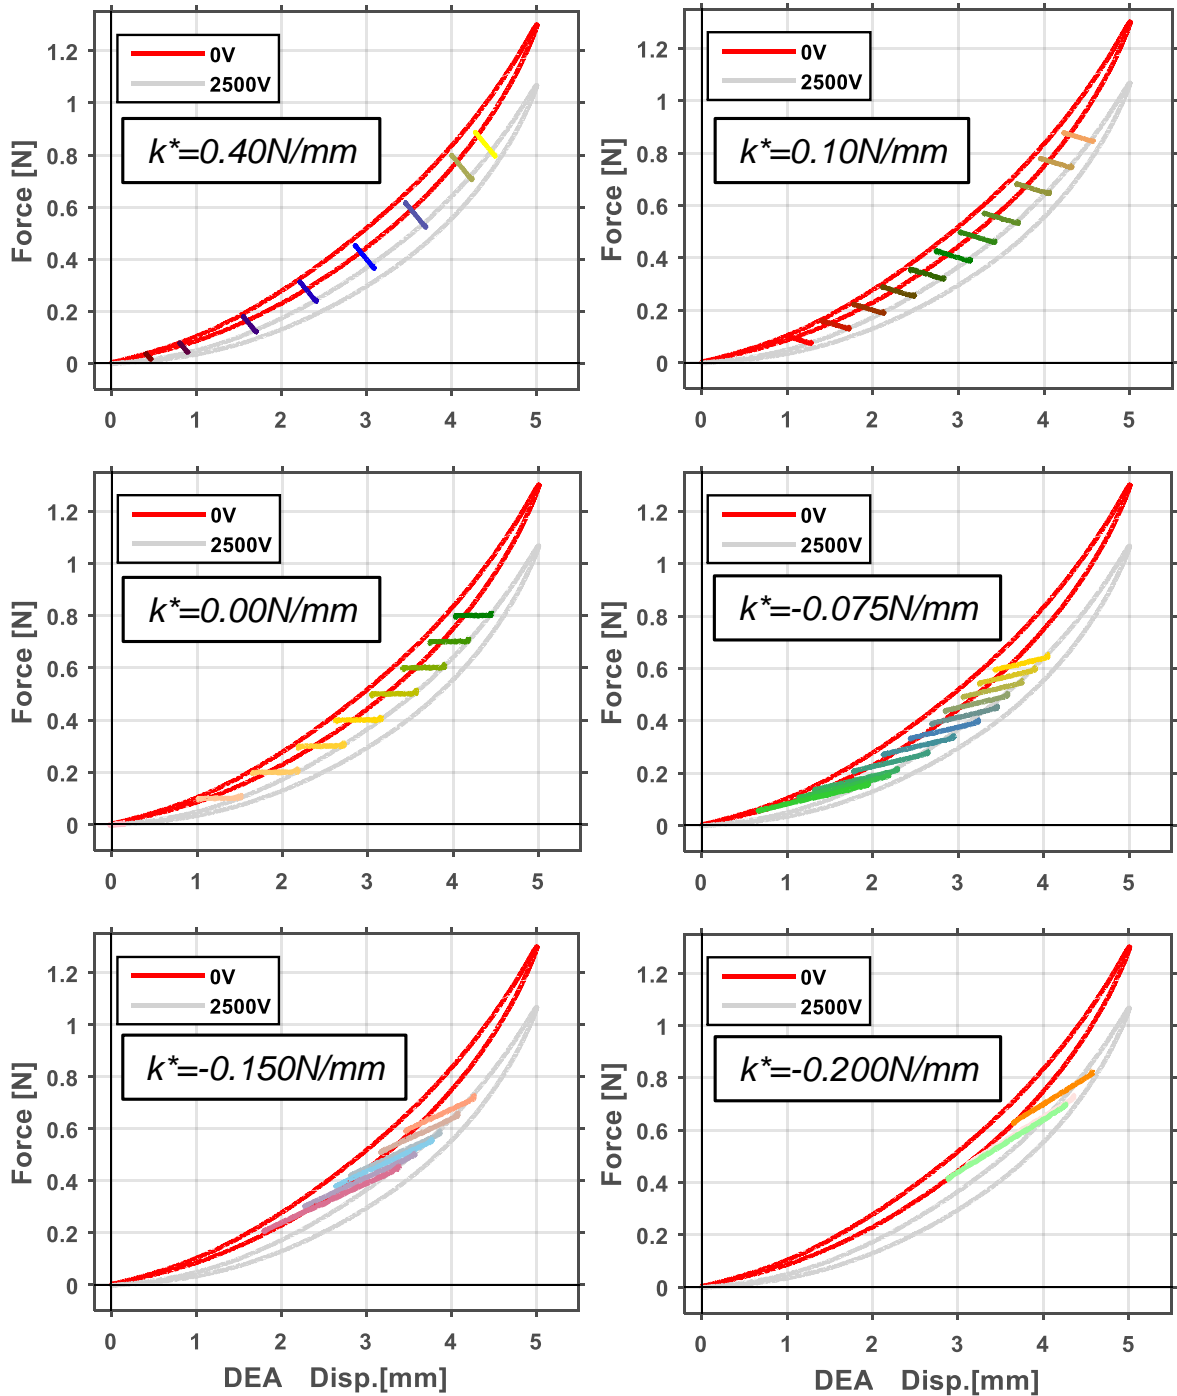 0V
2500V
k*=0.40N/mm
Force [N]
1.2
1
0.8
0.6
0.4
0.2
0
0 1 2 3 4 5
0V
2500V
k*=0.10N/mm
Force [N]
1.2
1
0.8
0.6
0.4
0.2
0
0 1 2 3 4 5
0V
2500V
k*=0.00N/mm
Force [N]
1.2
1
0.8
0.6
0.4
0.2
0
0 1 2 3 4 5
0V
2500V
k*=-0.075N/mm
Force [N]
1.2
1
0.8
0.6
0.4
0.2
0
0 1 2 3 4 5
0V
2500V
k*=-0.150N/mm
Force [N]
1.2
1
0.8
0.6
0.4
0.2
0
0 1 2 3 4 5
DEA Disp.[mm]
0V
2500V
k*=-0.200N/mm
Force [N]
1.2
1
0.8
0.6
0.4
0.2
0
0 1 2 3 4 5
DEA Disp.[mm]